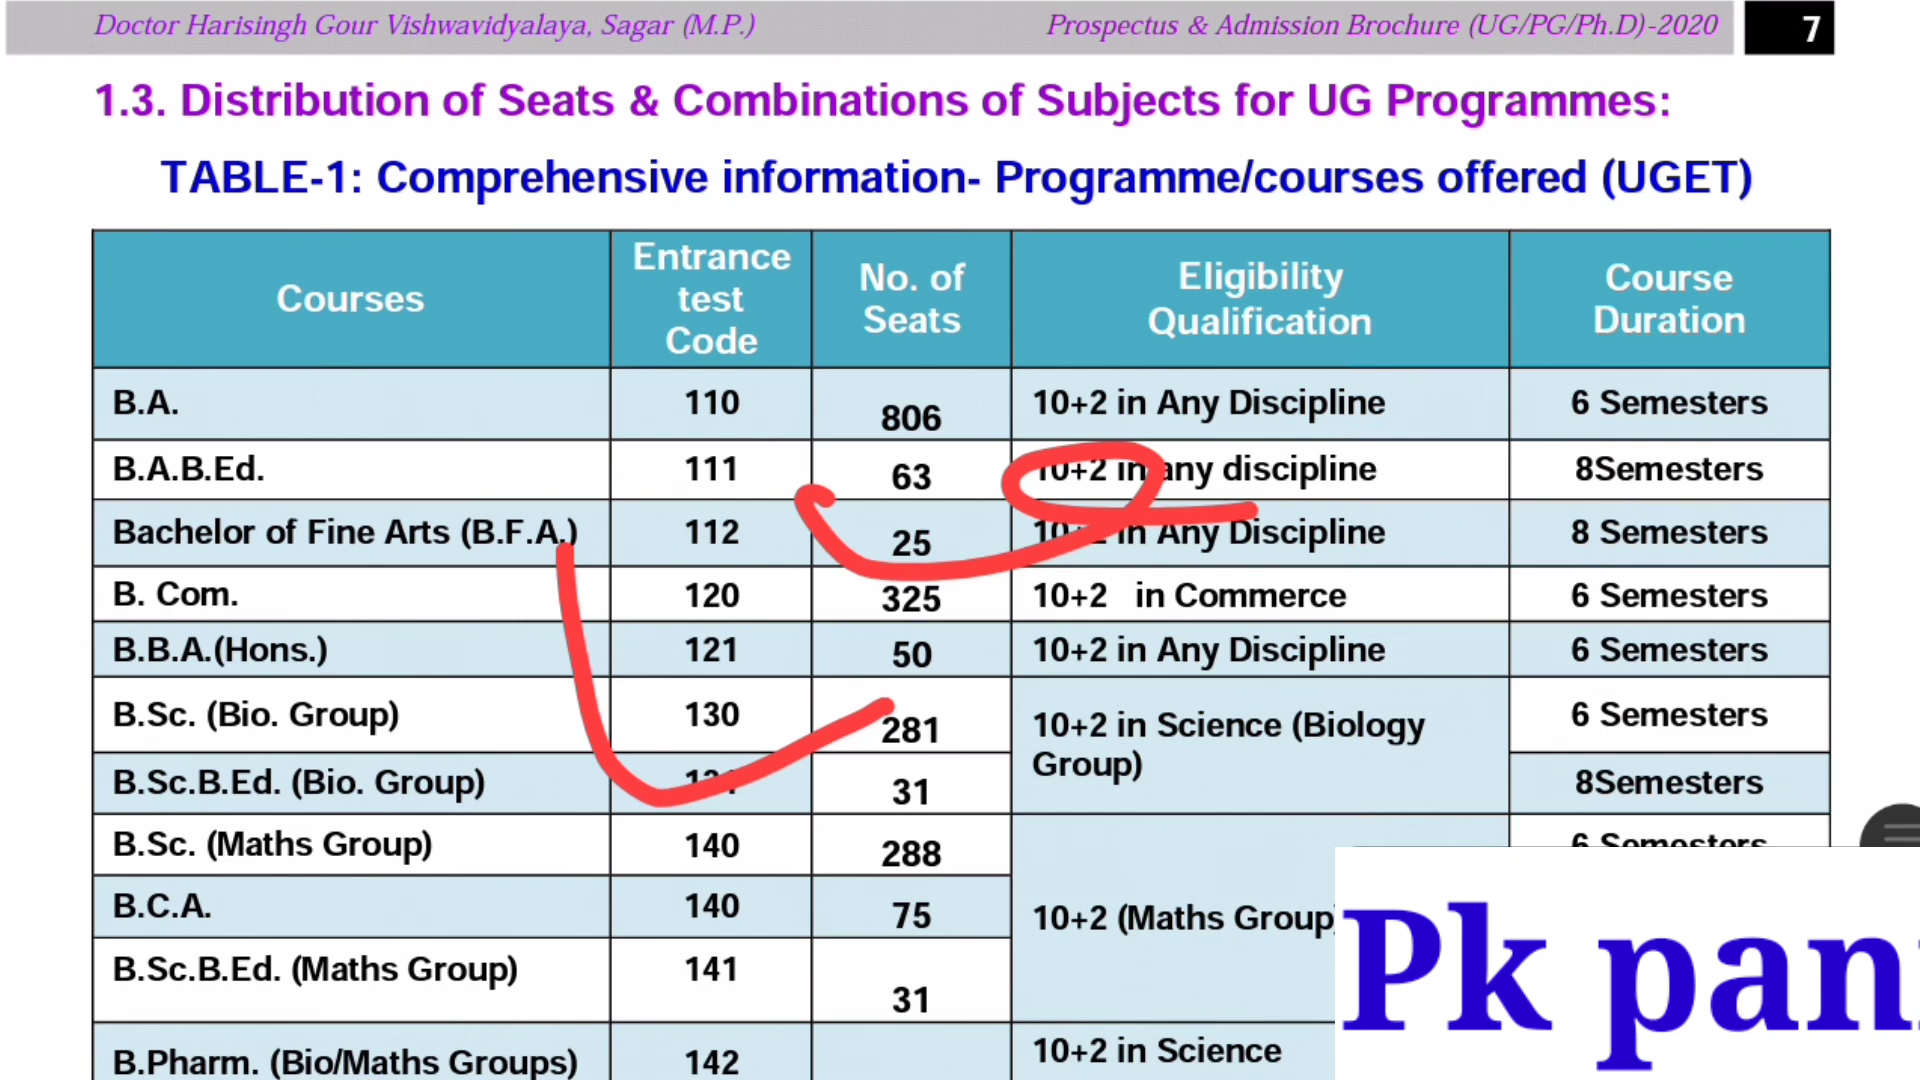 Doctor Harisingh Gour Vishwavidyalaya, Sagar (M.P.) Prospectus & Admission Brochure (UG/PG/Ph.D)-2020 7
1.3. Distribution of Seats & Combinations of Subjects for UG Programmes:
TABLE-1: Comprehensive information- Programme/courses offered (UGET)
Courses Entrance test Code No. of Seats Eligibility Qualification Course Duration
B.A. 110 806 10+2 in Any Discipline 6 Semesters
B.A.B.Ed. 111 63 10+2 in any discipline 8Semesters
Bachelor of Fine Arts (B.F.A.) 112 25 10+2 in Any Discipline 8 Semesters
B. Com. 120 325 10+2 in Commerce 6 Semesters
B.B.A.(Hons.) 121 50 10+2 in Any Discipline 6 Semesters
B.Sc. (Bio. Group) 130 281 10+2 in Science (Biology Group) 6 Semesters
B.Sc.B.Ed. (Bio. Group) 31 8Semesters
B.Sc. (Maths Group) 140 288 10+2 (Maths Group) 6 Semesters
B.C.A. 140 75
B.Sc.B.Ed. (Maths Group) 141 31
B.Pharm. (Bio/Maths Groups) 142 10+2 in Science
Pk pan